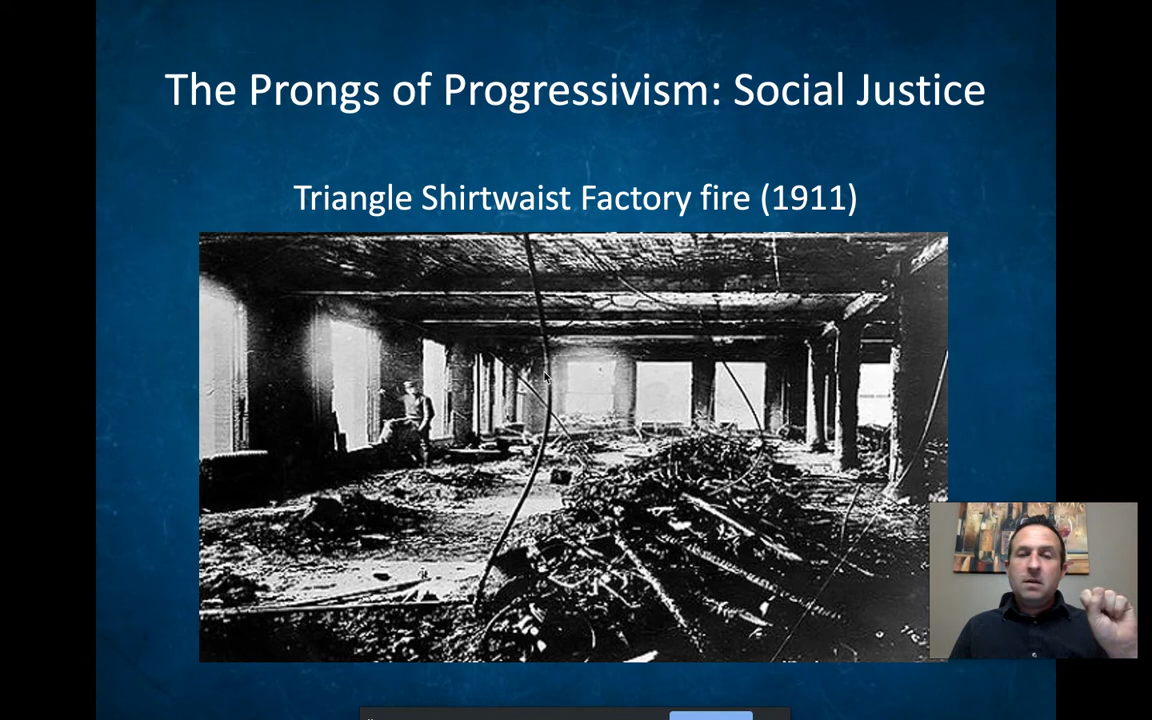 The Prongs of Progressivism: Social Justice
Triangle Shirtwaist Factory fire (1911)